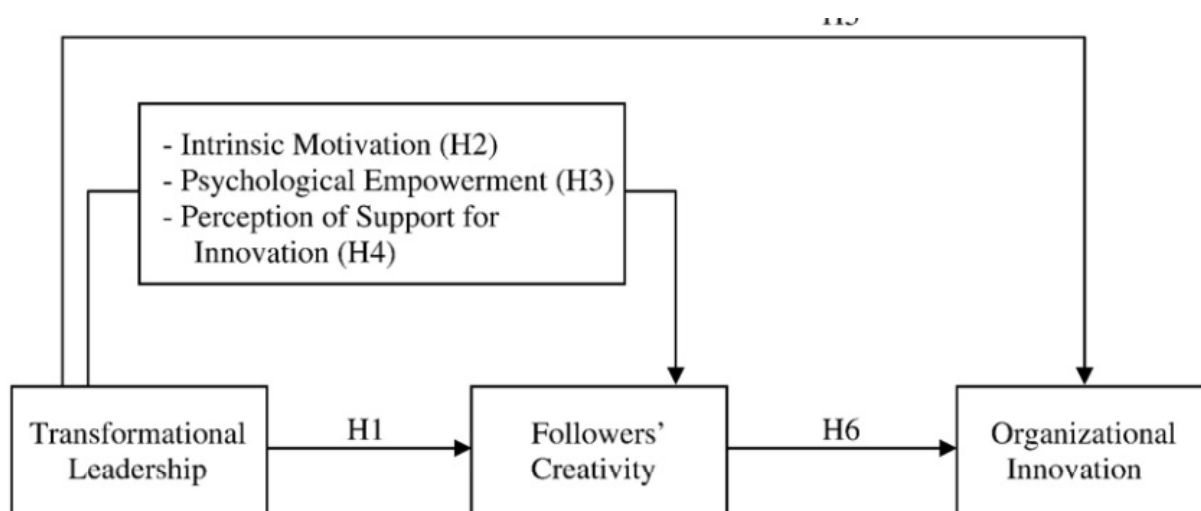 - Intrinsic Motivation (H2)
- Psychological Empowerment (H3)
- Perception of Support for
Innovation (H4)
Transformational
Leadership
H1
Followers’
Creativity
H6
Organizational
Innovation